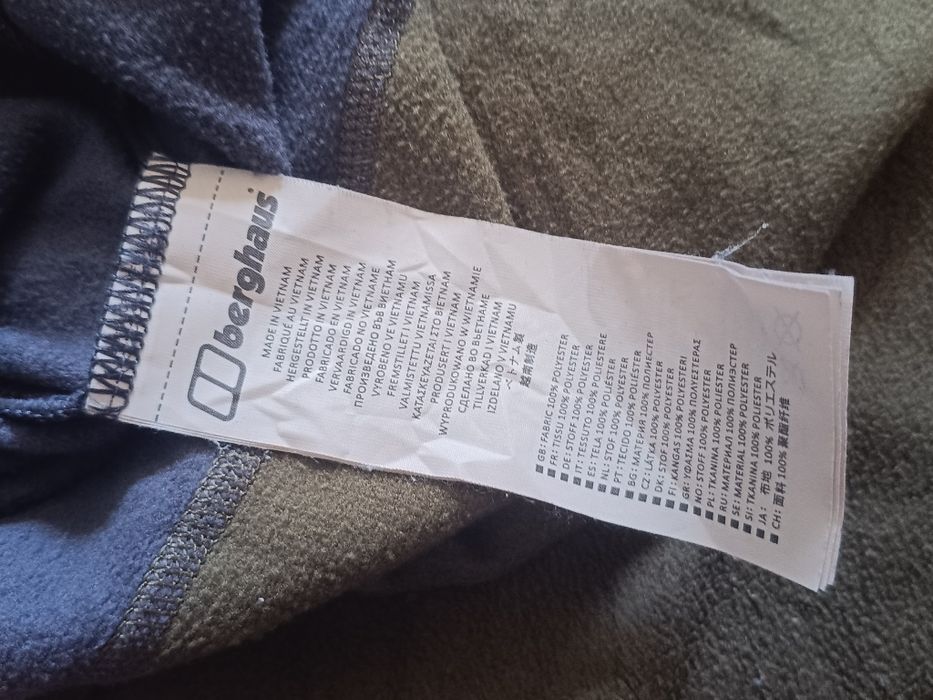 berghaus
MADE IN VIETNAM
FABRIQUÉ AU VIETNAM
HERGESTELLT IN VIETNAM
PRODOTTO IN VIETNAM
FABRICADO EN VIETNAM
VERVAARDIGD IN VIETNAM
FABRICADO NO VIETNAME
ПРОИЗВЕДЕНО ВЪВ ВИЕТНАМ
VYROBENO VE VIETNAMU
FREMSTILLET I VIETNAM
VALMISTETTU VIETNAMISSA
ΚΑΤΑΣΚΕΥΑΖΕΤΑΙ ΣΤΟ ΒΙΕΤΝΑΜ
PRODUSERT I VIETNAM
WYPRODUKOWANO W WIETNAMIE
СДЕЛАНО ВО ВЬЕТНАМЕ
TILLVERKAD I VIETNAM
IZDELANO V VIETNAMU
ベトナム製
越南制造
GB: FABRIC 100% POLYESTER
FR: TISSU 100% POLYESTER
DE: STOFF 100% POLYESTER
IT: TESSUTO 100% POLIESTERE
ES: TELA 100% POLIÉSTER
NL: STOF 100% POLYESTER
PT: TECIDO 100% POLIÉSTER
BG: МАТЕРИЯ 100% ПОЛИЕСТЕР
CZ: LÁTKA 100% POLYESTER
DK: STOF 100% POLYESTER
FI: KANGAS 100% POLYESTERI
GR: ΥΦΑΣΜΑ 100% ΠΟΛΥΕΣΤΕΡΑΣ
NO: STOFF 100% POLYESTER
PL: TKANINA 100% POLIESTER
RU: МАТЕРИАЛ 100% ПОЛИЭСТЕР
SE: MATERIAL 100% POLYESTER
SI: TKANINA 100% POLIESTER
JA: 布地 100% ポリエステル
CH: 面料 100% 聚酯纤维